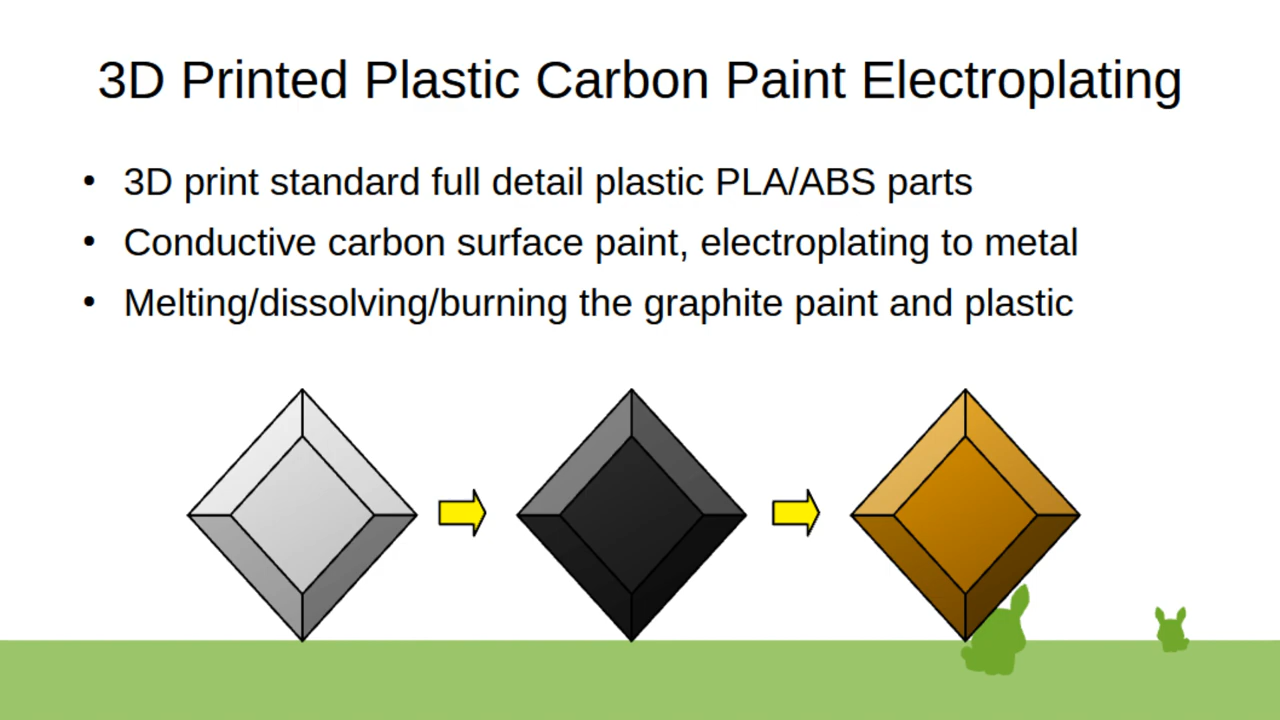 3D Printed Plastic Carbon Paint Electroplating
• 3D print standard full detail plastic PLA/ABS parts
• Conductive carbon surface paint, electroplating to metal
• Melting/dissolving/burning the graphite paint and plastic